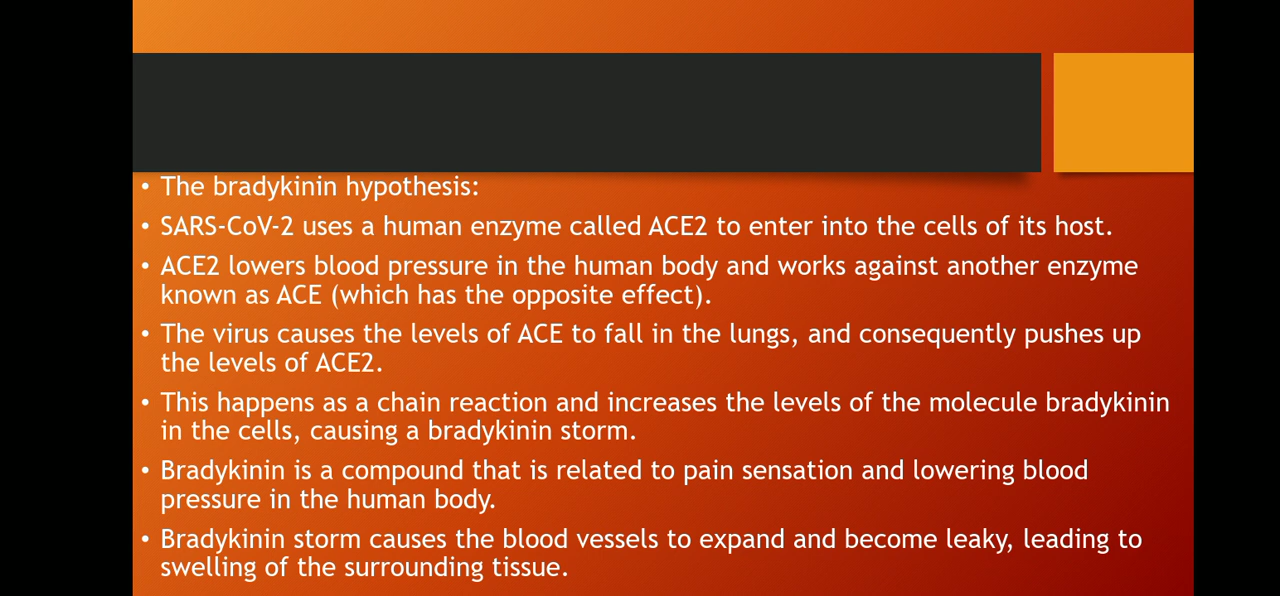 • The bradykinin hypothesis:
• SARS-CoV-2 uses a human enzyme called ACE2 to enter into the cells of its host.
• ACE2 lowers blood pressure in the human body and works against another enzyme
known as ACE (which has the opposite effect).
• The virus causes the levels of ACE to fall in the lungs, and consequently pushes up
the levels of ACE2.
• This happens as a chain reaction and increases the levels of the molecule bradykinin
in the cells, causing a bradykinin storm.
• Bradykinin is a compound that is related to pain sensation and lowering blood
pressure in the human body.
• Bradykinin storm causes the blood vessels to expand and become leaky, leading to
swelling of the surrounding tissue.